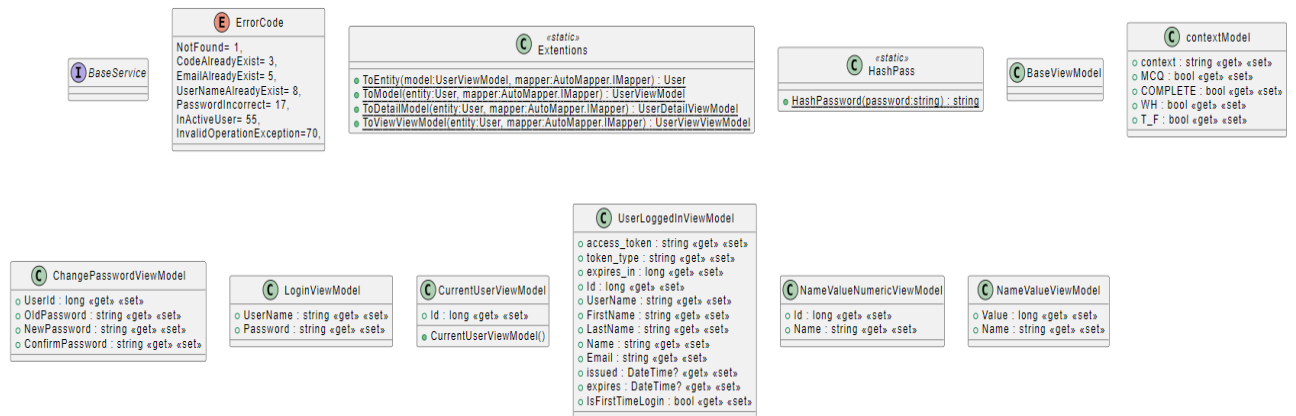 I BaseService
E ErrorCode
NotFound= 1,
CodeAlreadyExist= 3,
EmailAlreadyExist= 5,
UserNameAlreadyExist= 8,
PasswordIncorrect= 17,
InActiveUser= 55,
InvalidOperationException=70,
C «static»
Extentions
ToEntity(model:UserViewModel, mapper:AutoMapper.IMapper) : User
ToModel(entity:User, mapper:AutoMapper.IMapper) : UserViewModel
ToDetailModel(entity:User, mapper:AutoMapper.IMapper) : UserDetailViewModel
ToViewViewModel(entity:User, mapper:AutoMapper.IMapper) : UserViewViewModel
C «static»
HashPass
HashPassword(password:string) : string
C BaseViewModel
C contextModel
context : string «get» «set»
MCQ : bool «get» «set»
COMPLETE : bool «get» «set»
WH : bool «get» «set»
T_F : bool «get» «set»
C ChangePasswordViewModel
UserId : long «get» «set»
OldPassword : string «get» «set»
NewPassword : string «get» «set»
ConfirmPassword : string «get» «set»
C LoginViewModel
UserName : string «get» «set»
Password : string «get» «set»
C CurrentUserViewModel
Id : long «get» «set»
CurrentUserViewModel()
C UserLoggedInViewModel
access_token : string «get» «set»
token_type : string «get» «set»
expires_in : long «get» «set»
Id : long «get» «set»
UserName : string «get» «set»
FirstName : string «get» «set»
LastName : string «get» «set»
Name : string «get» «set»
Email : string «get» «set»
issued : DateTime? «get» «set»
expires : DateTime? «get» «set»
IsFirstTimeLogin : bool «get» «set»
C NameValueNumericViewModel
Id : long «get» «set»
Name : string «get» «set»
C NameValueViewModel
Value : long «get» «set»
Name : string «get» «set»